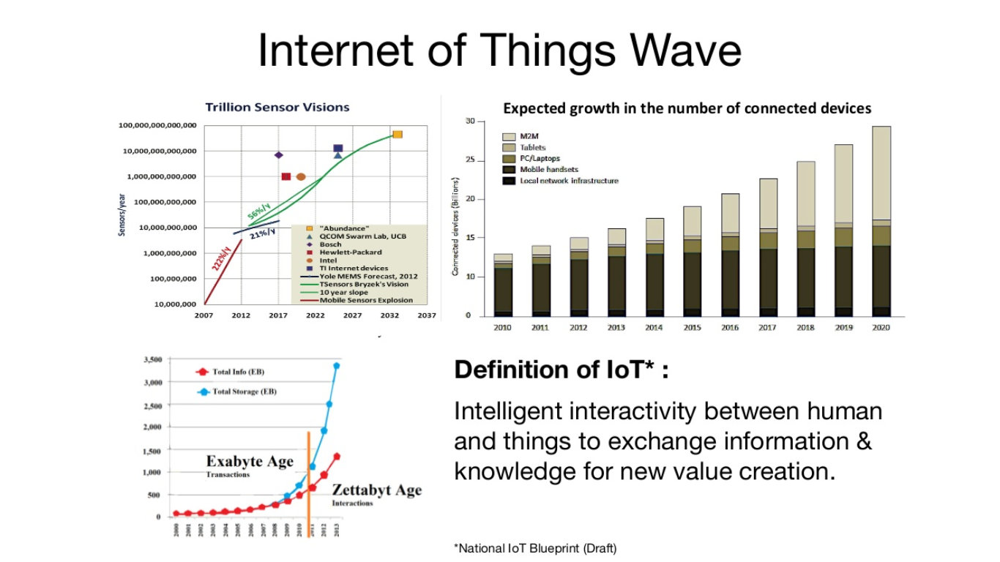 Internet of Things Wave
Trillion Sensor Visions
100,000,000,000,000
10,000,000,000,000
1,000,000,000,000
100,000,000,000
10,000,000,000
1,000,000,000
100,000,000
10,000,000
Sensors/year
222%/y
21%/y
56%/y
"Abundance"
QCOM Swarm Lab, UCB
Bosch
Hewlett-Packard
Intel
TI Internet devices
Yole MEMS Forecast, 2012
TSensors Bryzek's Vision
10 year slope
Mobile Sensors Explosion
2007 2012 2017 2022 2027 2032 2037
Expected growth in the number of connected devices
30
25
20
15
10
0
Connected devices (Billions)
M2M
Tablets
PC/Laptops
Mobile handsets
Local network infrastructure
2010 2011 2012 2013 2014 2015 2016 2017 2018 2019 2020
3,500
3,000
2,500
2,000
1,500
1,000
500
0
Total Info (EB)
Total Storage (EB)
Exabyte Age
Transactions
Zettabyt Age
Interactions
2000 2001 2002 2003 2004 2005 2006 2007 2008 2009 2010 2011 2012 2013
Definition of IoT* :
Intelligent interactivity between human
and things to exchange information &
knowledge for new value creation.
*National IoT Blueprint (Draft)